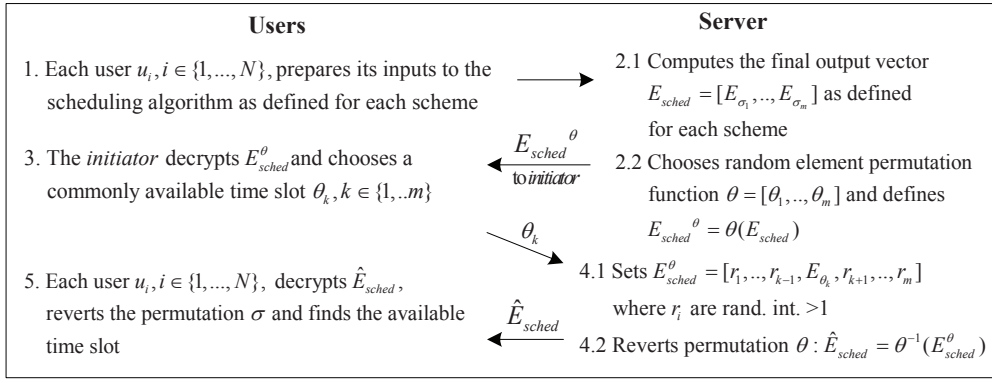 Users
1. Each user u_i, i ∈ {1,..., N}, prepares its inputs to the
scheduling algorithm as defined for each scheme
3. The initiator decrypts E_sched^θ and chooses a
commonly available time slot θ_k, k ∈ {1,..m}
5. Each user u_i, i ∈ {1,..., N}, decrypts Ê_sched,
reverts the permutation σ and finds the available
time slot
E_sched^θ
to initiator
θ_k
Ê_sched
Server
2.1 Computes the final output vector
E_sched = [E_σ_1,.., E_σ_m] as defined
for each scheme
2.2 Chooses random element permutation
function θ = [θ_1,.., θ_m] and defines
E_sched^θ = θ(E_sched)
4.1 Sets E_sched^θ = [r_1,.., r_k−1, E_θ_k, r_k+1,.., r_m]
where r_i are rand. int. >1
4.2 Reverts permutation θ : Ê_sched = θ^−1(E_sched^θ)